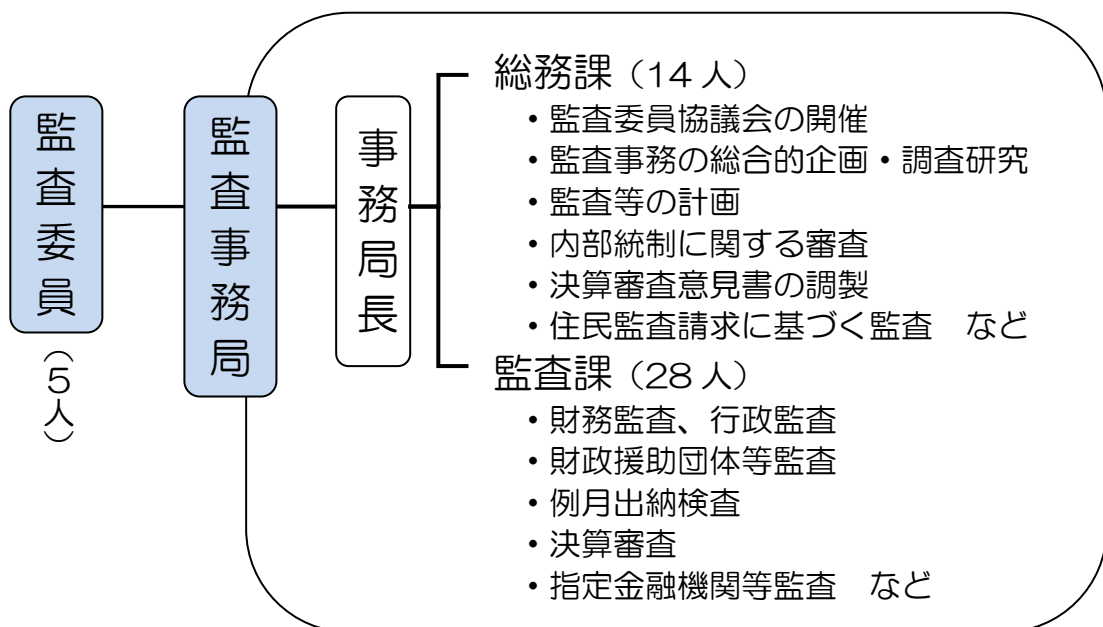 監査委員
（5人）
監査事務局
事務局長
総務課（14人）
・監査委員協議会の開催
・監査事務の総合的企画・調査研究
・監査等の計画
・内部統制に関する審査
・決算審査意見書の調製
・住民監査請求に基づく監査　など
監査課（28人）
・財務監査、行政監査
・財政援助団体等監査
・例月出納検査
・決算審査
・指定金融機関等監査　など